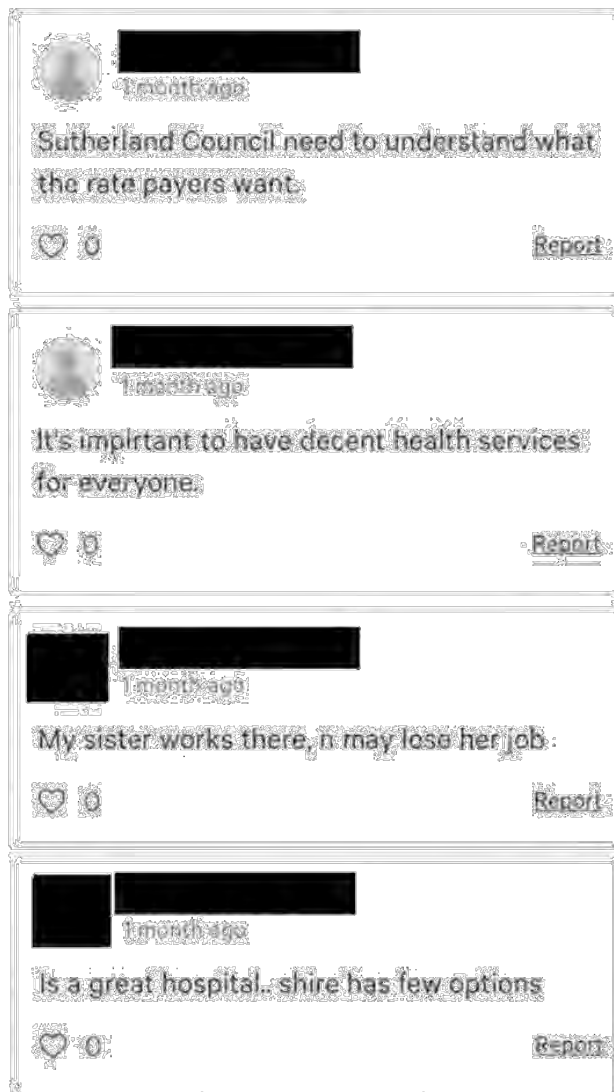 1 month ago
Sutherland Council need to understand what
the rate payers want.
0
Report
1 month ago
It's impirtant to have decent health services
for everyone.
0
Report
1 month ago
My sister works there, n may lose her job
0
Report
1 month ago
Is a great hospital.. shire has few options
0
Report